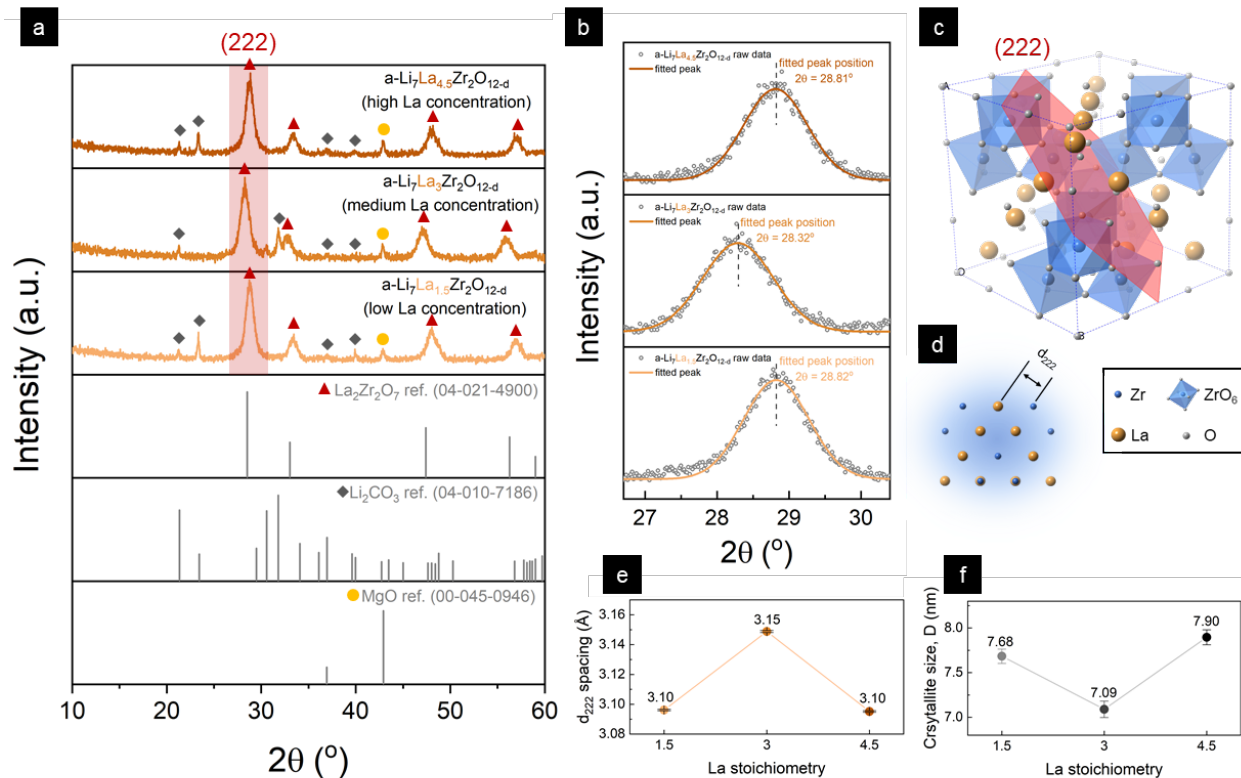 a
(222)
a-Li7La4.5Zr2O12-d
(high La concentration)
a-Li7La3Zr2O12-d
(medium La concentration)
a-Li7La1.5Zr2O12-d
(low La concentration)
La2Zr2O7 ref. (04-021-4900)
Li2CO3 ref. (04-010-7186)
MgO ref. (00-045-0946)
Intensity (a.u.)
10 20 30 40 50 60
2θ (°)
b
a-Li7La4.5Zr2O12-d raw data
fitted peak
fitted peak position
2θ = 28.81°
a-Li7La3Zr2O12-d raw data
fitted peak
fitted peak position
2θ = 28.32°
a-Li7La1.5Zr2O12-d raw data
fitted peak
fitted peak position
2θ = 28.82°
Intensity (a.u.)
27 28 29 30
2θ (°)
c
(222)
A
O
B
d
d222
Zr
ZrO6
La
O
e
d222 spacing (Å)
3.16
3.14
3.12
3.10
3.08
3.10
3.15
3.10
1.5 3 4.5
La stoichiometry
f
Crsytallite size, D (nm)
8.0
7.5
7.0
7.68
7.09
7.90
1.5 3 4.5
La stoichiometry